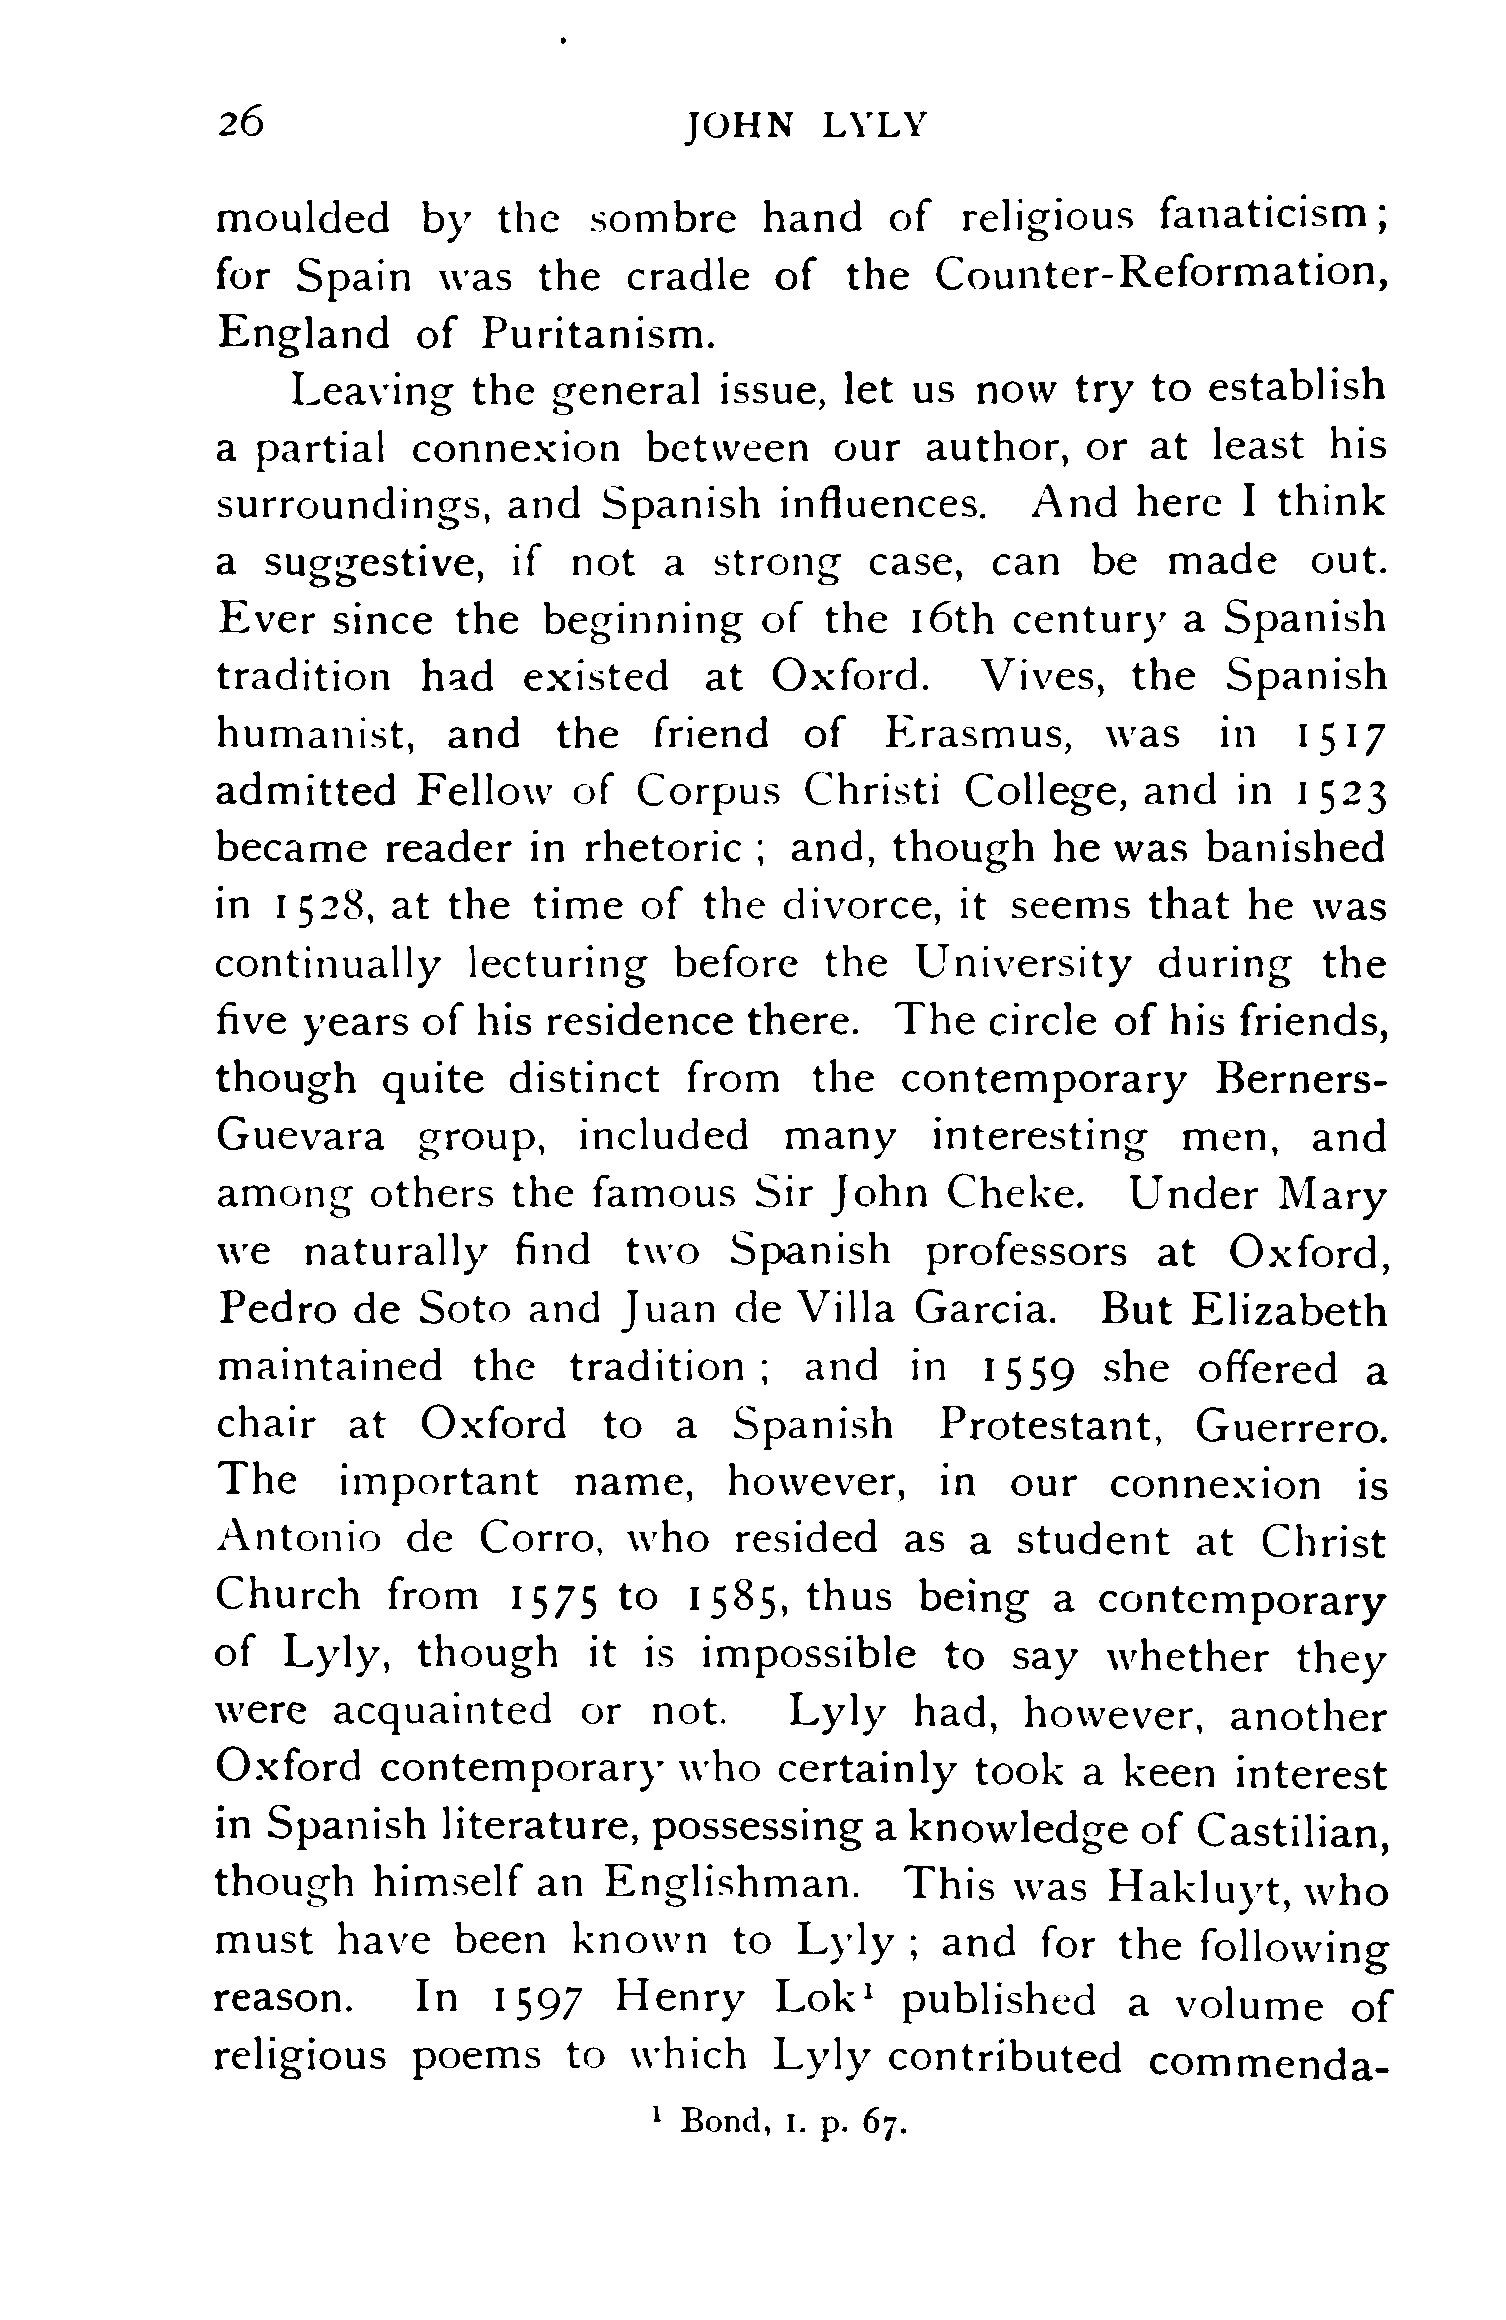 26 JOHN LYLY
moulded by the sombre hand of religious fanaticism;
for Spain was the cradle of the Counter-Reformation,
England of Puritanism.
Leaving the general issue, let us now try to establish
a partial connexion between our author, or at least his
surroundings, and Spanish influences. And here I think
a suggestive, if not a strong case, can be made out.
Ever since the beginning of the 16th century a Spanish
tradition had existed at Oxford. Vives, the Spanish
humanist, and the friend of Erasmus, was in 1517
admitted Fellow of Corpus Christi College, and in 1523
became reader in rhetoric ; and, though he was banished
in 1528, at the time of the divorce, it seems that he was
continually lecturing before the University during the
five years of his residence there. The circle of his friends,
though quite distinct from the contemporary Berners-
Guevara group, included many interesting men, and
among others the famous Sir John Cheke. Under Mary
we naturally find two Spanish professors at Oxford,
Pedro de Soto and Juan de Villa Garcia. But Elizabeth
maintained the tradition ; and in 1559 she offered a
chair at Oxford to a Spanish Protestant, Guerrero.
The important name, however, in our connexion is
Antonio de Corro, who resided as a student at Christ
Church from 1575 to 1585, thus being a contemporary
of Lyly, though it is impossible to say whether they
were acquainted or not. Lyly had, however, another
Oxford contemporary who certainly took a keen interest
in Spanish literature, possessing a knowledge of Castilian,
though himself an Englishman. This was Hakluyt, who
must have been known to Lyly ; and for the following
reason. In 1597 Henry Lok¹ published a volume of
religious poems to which Lyly contributed commenda-
¹ Bond, I. p. 67.